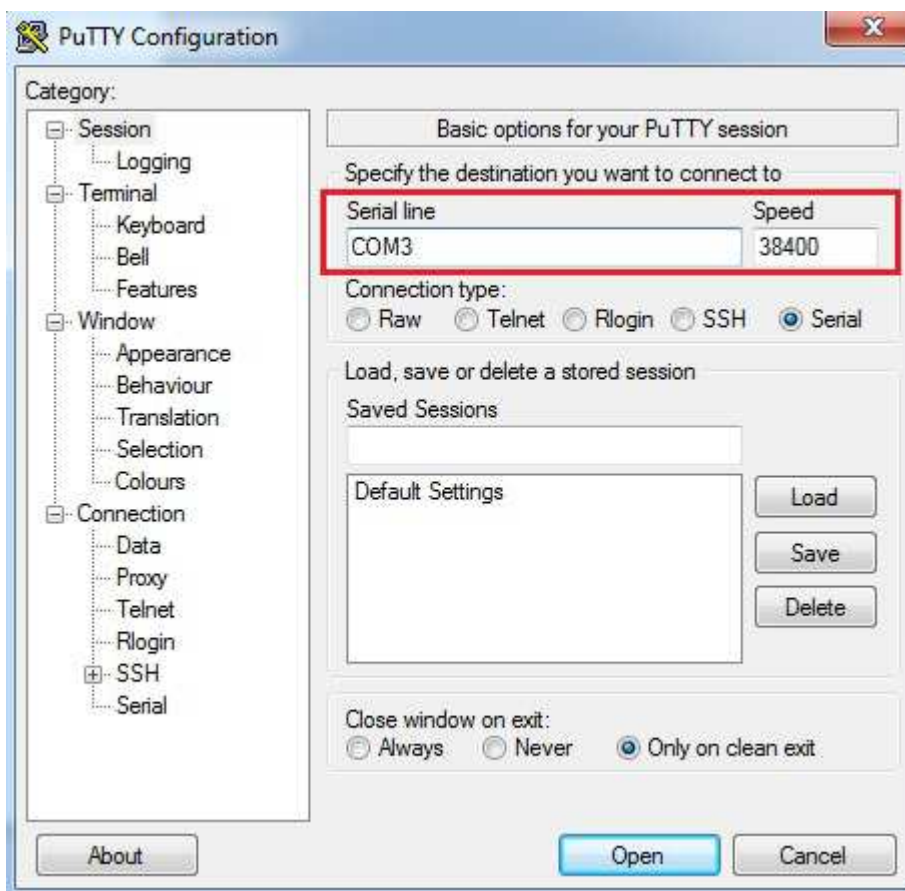 PuTTY Configuration
Category:
Session
Logging
Terminal
Keyboard
Bell
Features
Window
Appearance
Behaviour
Translation
Selection
Colours
Connection
Data
Proxy
Telnet
Rlogin
SSH
Serial
Basic options for your PuTTY session
Specify the destination you want to connect to
Serial line Speed
COM3 38400
Connection type:
Raw Telnet Rlogin SSH Serial
Load, save or delete a stored session
Saved Sessions
Default Settings
Load
Save
Delete
Close window on exit:
Always Never Only on clean exit
About Open Cancel